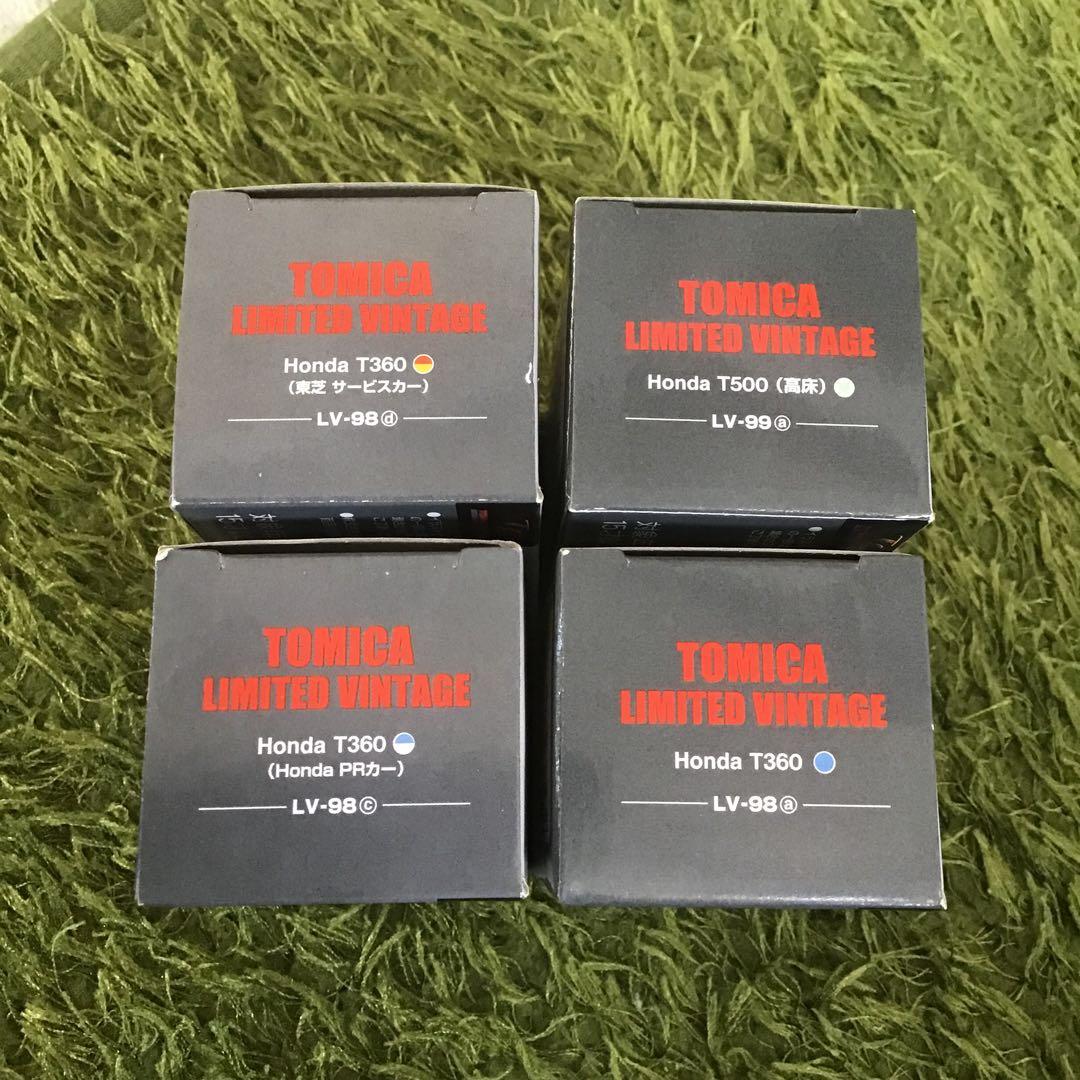 TOMICA
LIMITED VINTAGE
Honda T360
(東芝 サービスカー)
LV-98ⓓ
TOMICA
LIMITED VINTAGE
Honda T500 (高床)
LV-99ⓐ
TOMICA
LIMITED VINTAGE
Honda T360
(Honda PRカー)
LV-98ⓒ
TOMICA
LIMITED VINTAGE
Honda T360
LV-98ⓐ